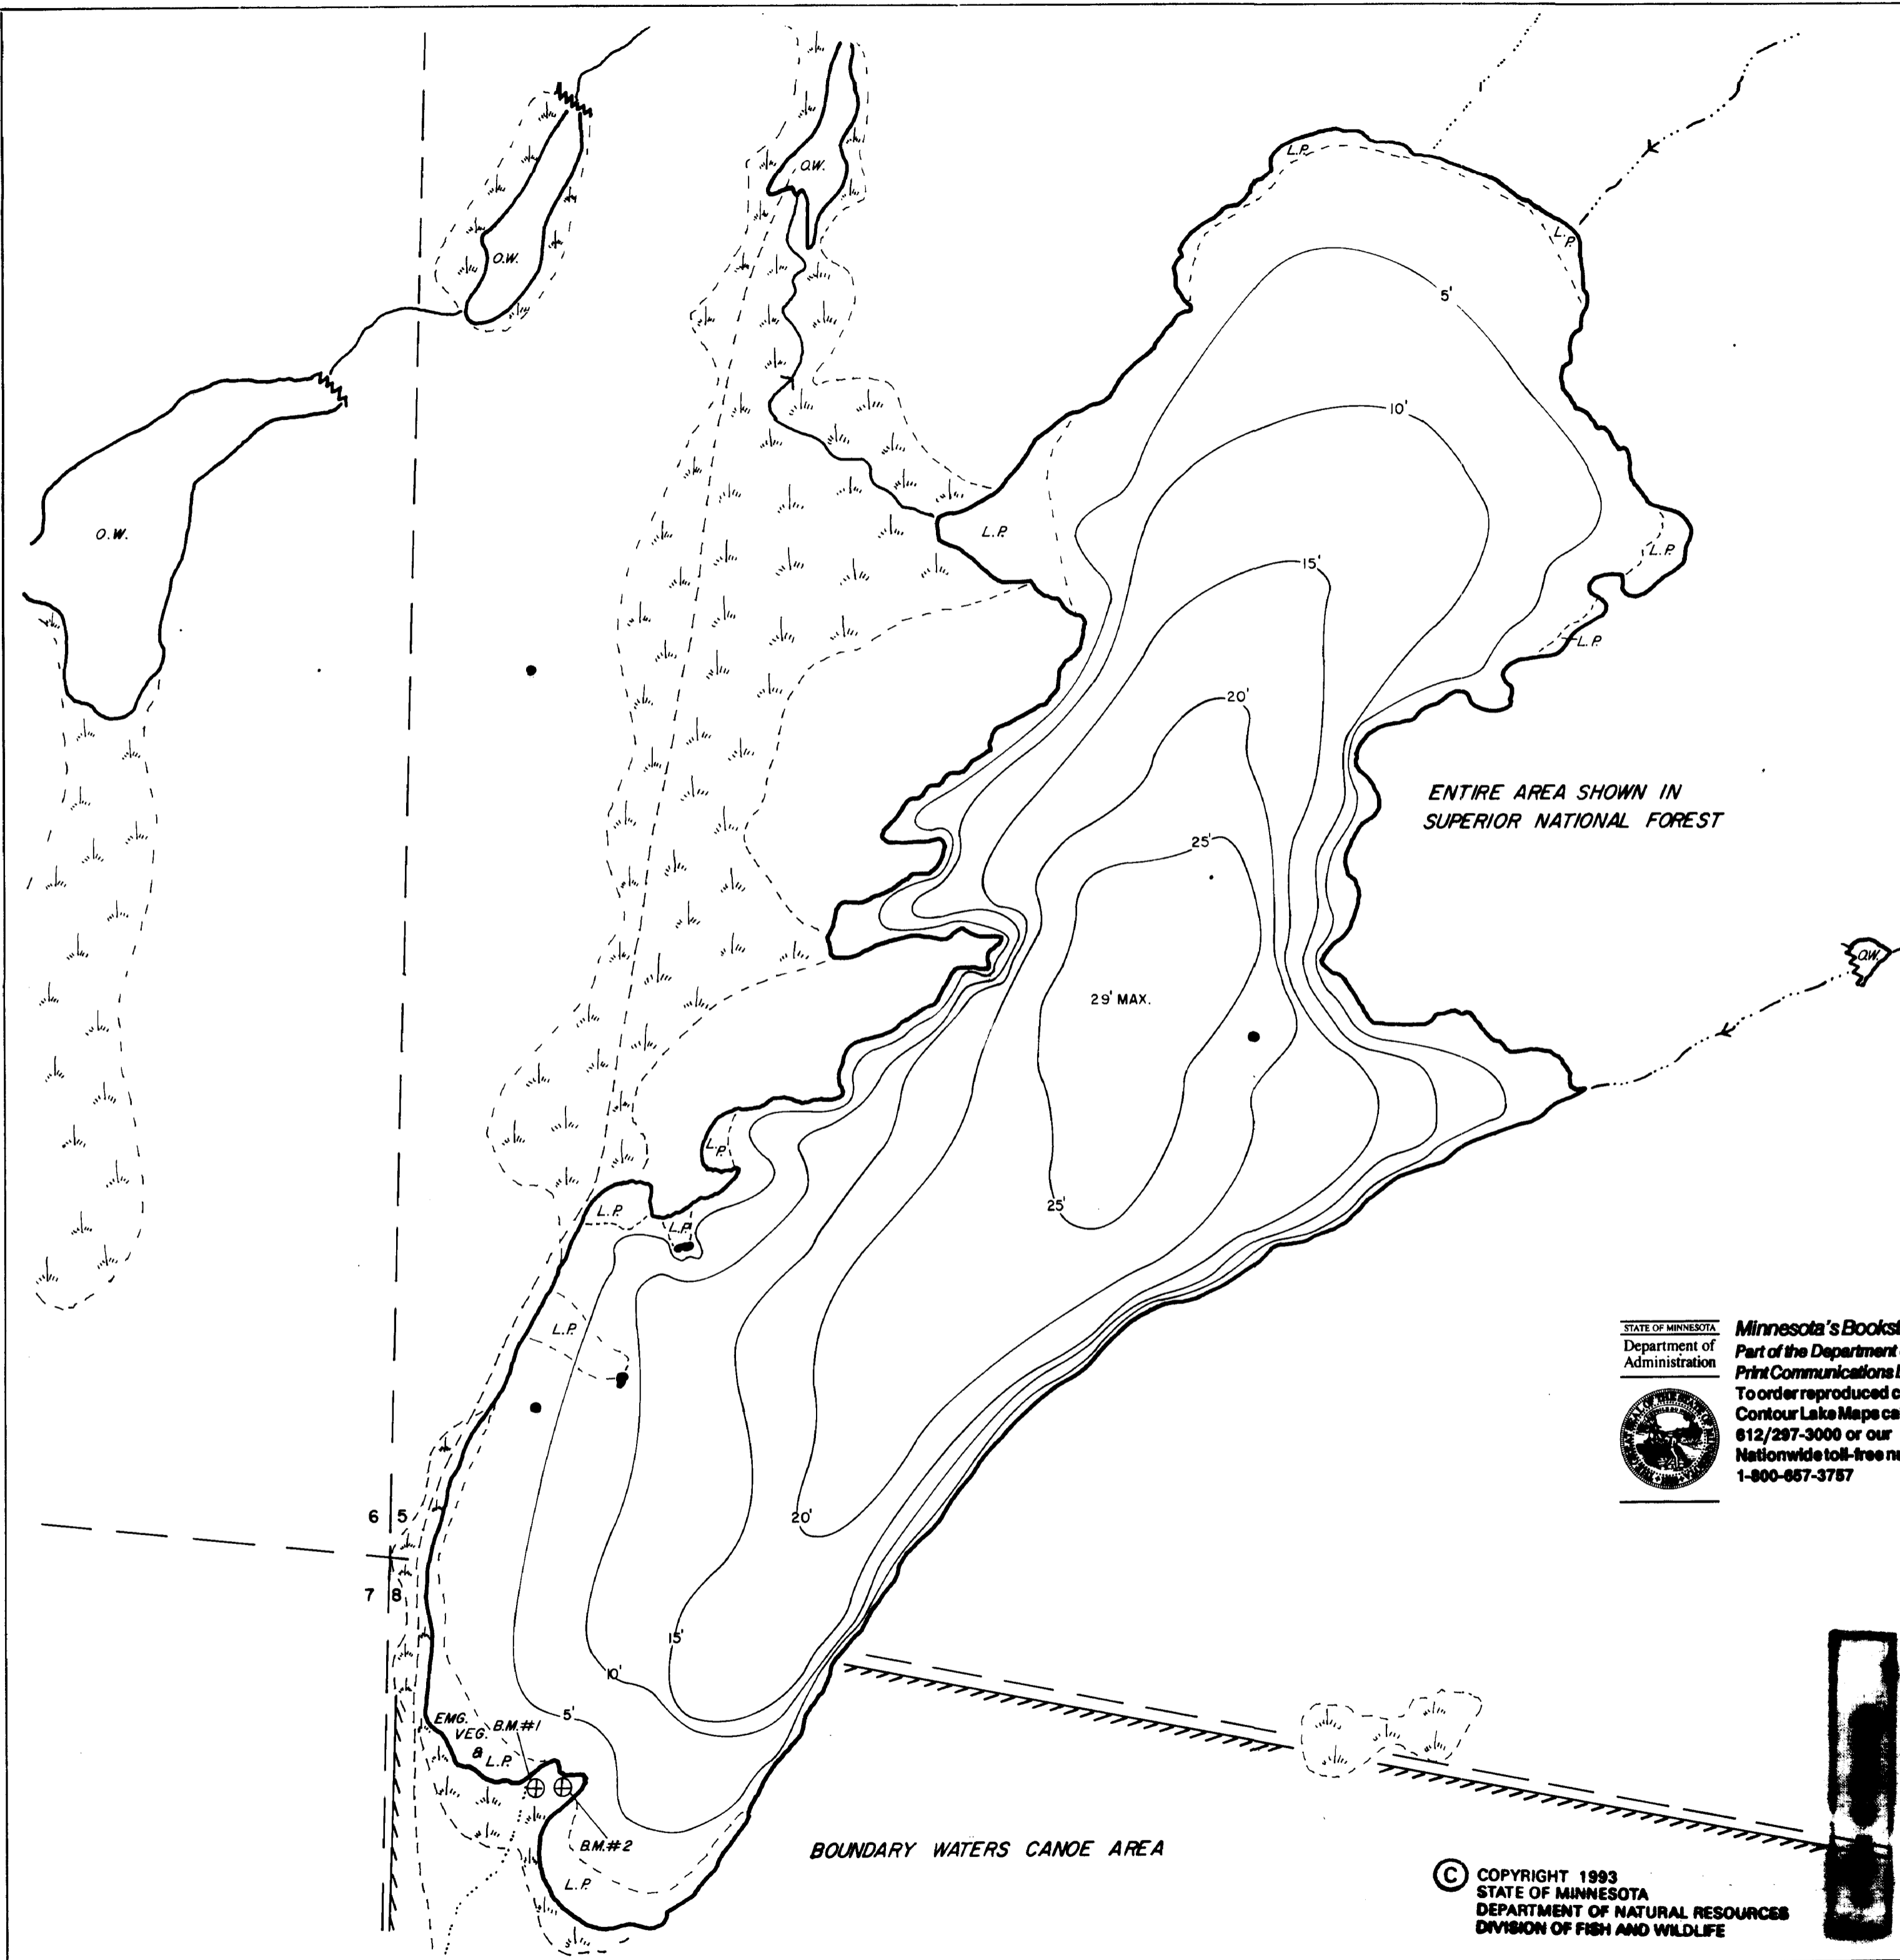 L.P.
O.W.
L.P.
O.W.
5'
10'
O.W.
L.P.
L.P.
15'
L.P.
20'
ENTIRE AREA SHOWN IN
SUPERIOR NATIONAL FOREST
25'
O.W.
29' MAX.
L.P.
25'
L.P.
L.P.
L.P.
STATE OF MINNESOTA
Department of
Administration
Minnesota's
Part of the Department
Print Communications
To order reproduced
Contour Lake Maps
612/297-3000 or our
Nationwide toll-free
1-800-657-3757
6 5
20'
7 8
15'
10'
5'
EMG.
VEG.
&
L.P.
B.M.#1
B.M.#2
BOUNDARY WATERS CANOE AREA
L.P.
© COPYRIGHT 1993
STATE OF MINNESOTA
DEPARTMENT OF NATURAL RESOURCES
DIVISION OF FISH AND WILDLIFE